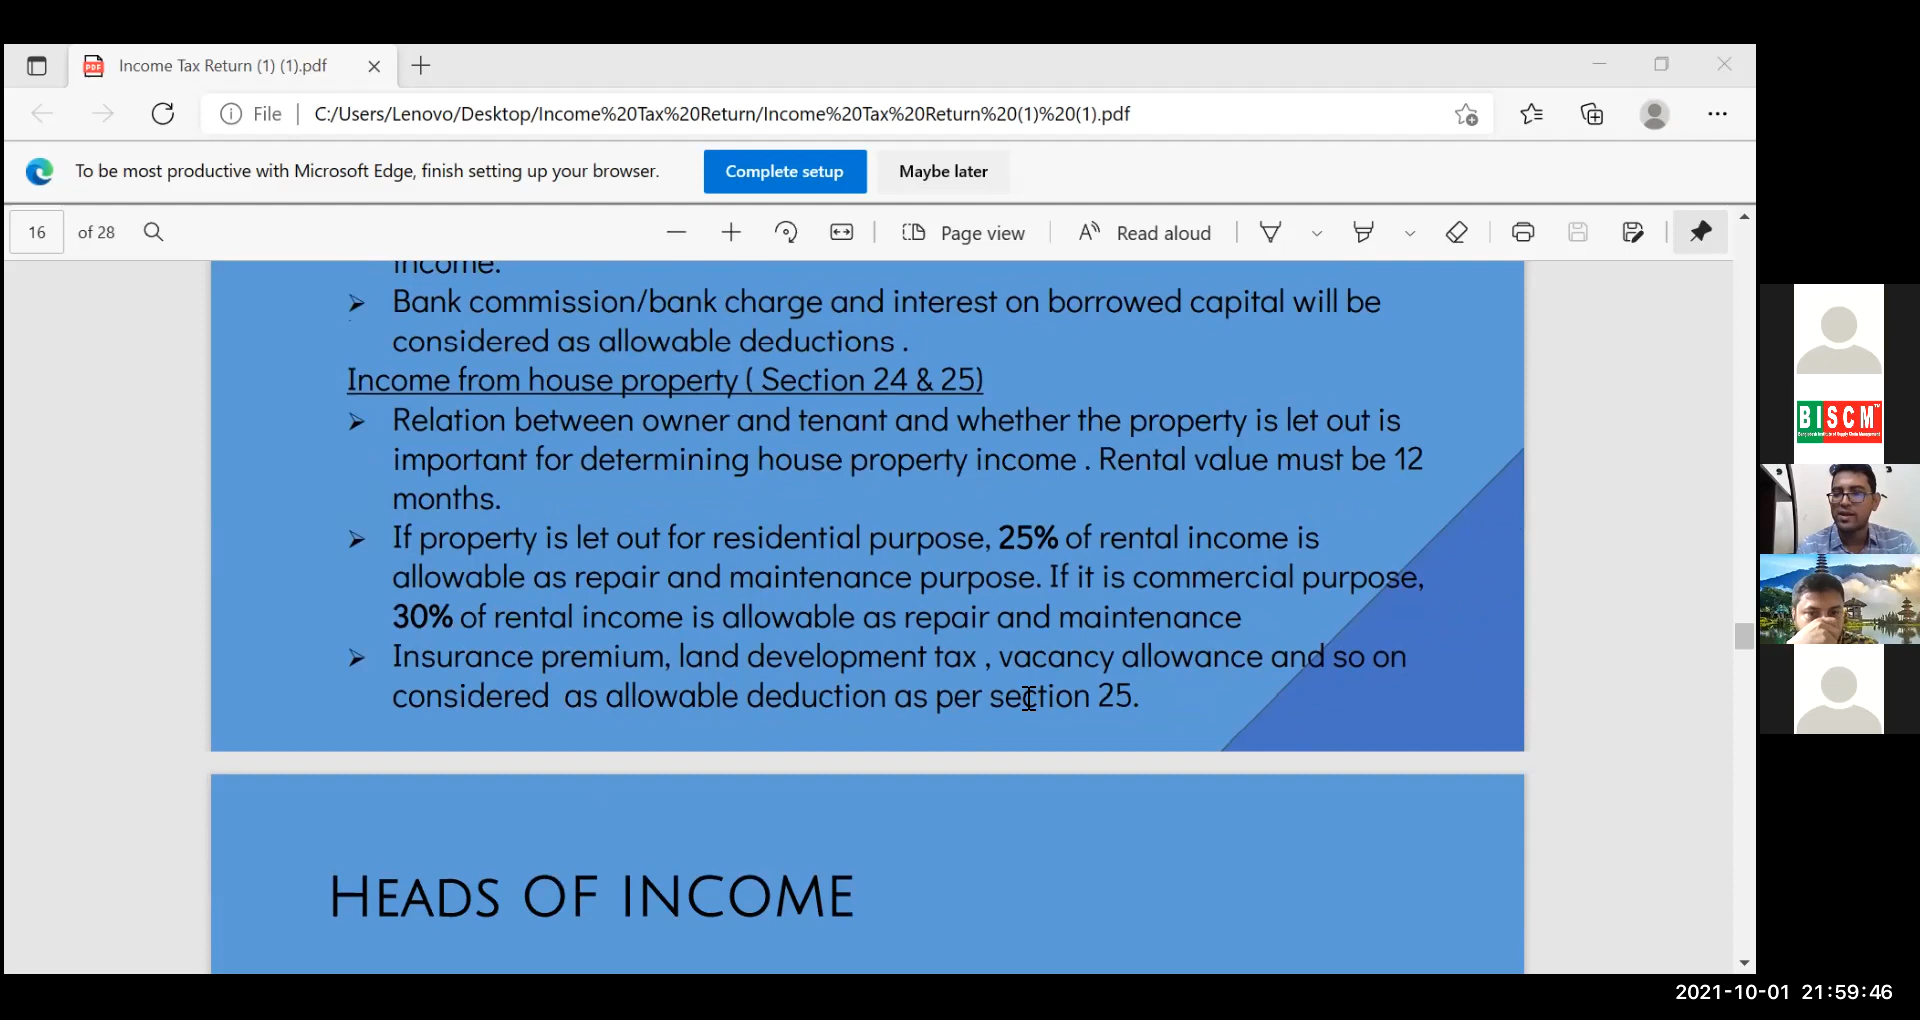 Income Tax Return (1) (1).pdf
File
C:/Users/Lenovo/Desktop/Income%20Tax%20Return/Income%20Tax%20Return%20(1)%20(1).pdf
To be most productive with Microsoft Edge, finish setting up your browser.
Complete setup
Maybe later
16 of 28
Page view
Read aloud
income.
➢ Bank commission/bank charge and interest on borrowed capital will be
considered as allowable deductions .
Income from house property ( Section 24 & 25)
➢ Relation between owner and tenant and whether the property is let out is
important for determining house property income . Rental value must be 12
months.
➢ If property is let out for residential purpose, 25% of rental income is
allowable as repair and maintenance purpose. If it is commercial purpose,
30% of rental income is allowable as repair and maintenance
➢ Insurance premium, land development tax , vacancy allowance and so on
considered as allowable deduction as per section 25.
HEADS OF INCOME
BISCM™
Bangladesh Institute of Supply Chain Management
2021-10-01 21:59:46